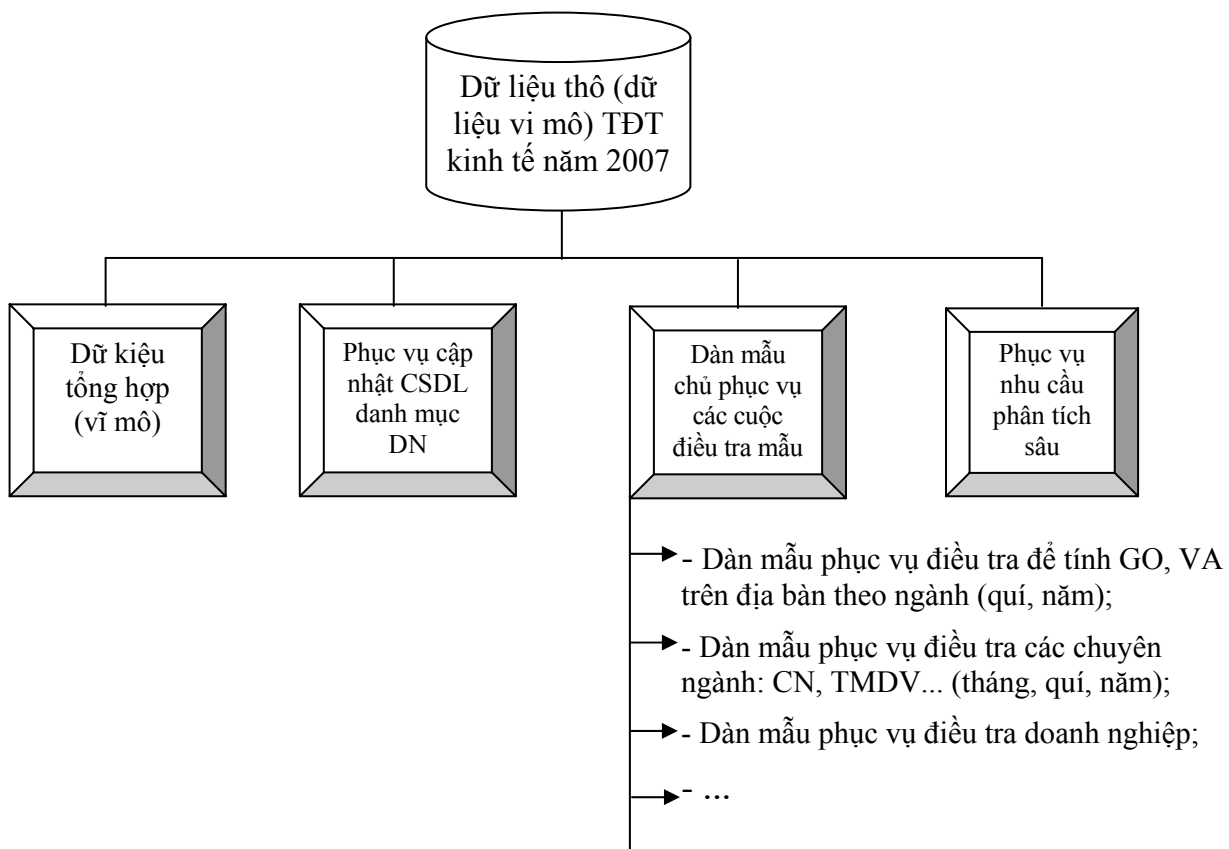 Dữ liệu thô (dữ
liệu vi mô) TĐT
kinh tế năm 2007
Dữ kiệu
tổng hợp
(vĩ mô)
Phục vụ cập
nhật CSDL
danh mục
DN
Dàn mẫu
chủ phục vụ
các cuộc
điều tra mẫu
Phục vụ
nhu cầu
phân tích
sâu
- Dàn mẫu phục vụ điều tra để tính GO, VA
trên địa bàn theo ngành (quí, năm);
- Dàn mẫu phục vụ điều tra các chuyên
ngành: CN, TMDV... (tháng, quí, năm);
- Dàn mẫu phục vụ điều tra doanh nghiệp;
- ...